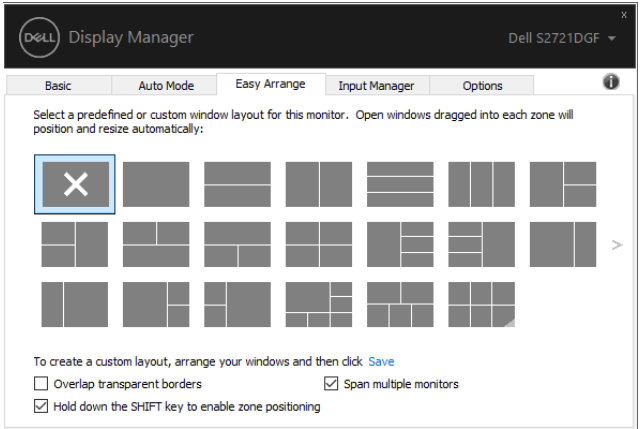 x
DELL Display Manager Dell S2721DGF
Basic Auto Mode Easy Arrange Input Manager Options i
Select a predefined or custom window layout for this monitor. Open windows dragged into each zone will
position and resize automatically:
>
To create a custom layout, arrange your windows and then click Save
Overlap transparent borders Span multiple monitors
Hold down the SHIFT key to enable zone positioning